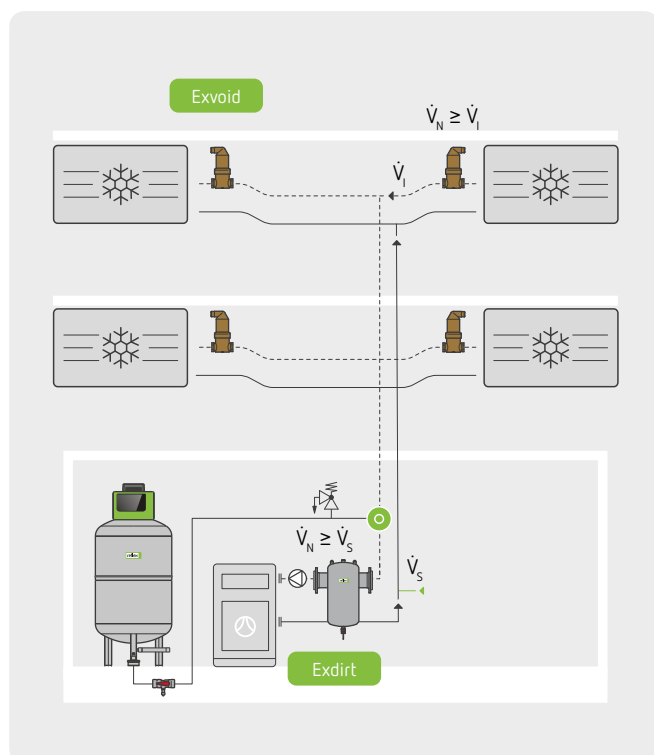 Exvoid
V̇N ≥ V̇I
V̇I
V̇N ≥ V̇S
V̇S
Exdirt